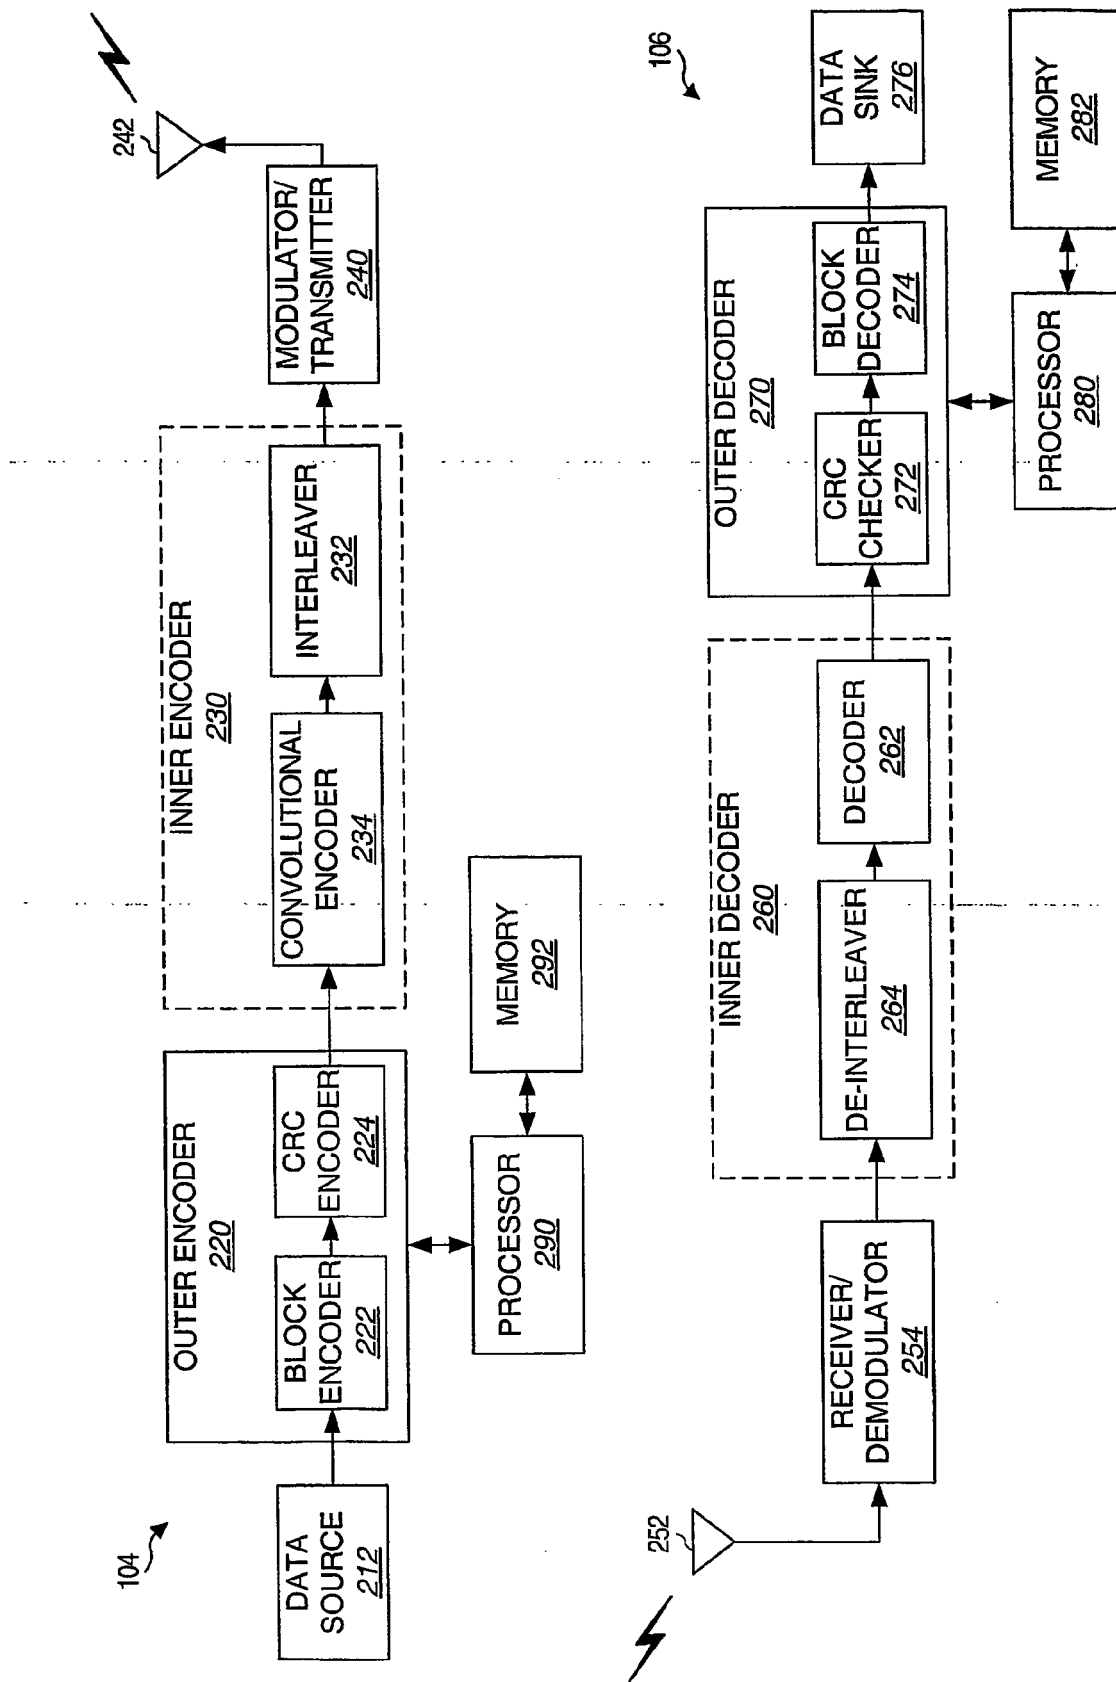 104
DATA
SOURCE
212
OUTER ENCODER
220
BLOCK
ENCODER
222
CRC
ENCODER
224
PROCESSOR
290
MEMORY
292
INNER ENCODER
230
CONVOLUTIONAL
ENCODER
234
INTERLEAVER
232
MODULATOR/
TRANSMITTER
240
242
252
RECEIVER/
DEMODULATOR
254
INNER DECODER
260
DE-INTERLEAVER
264
DECODER
262
OUTER DECODER
270
CRC
CHECKER
272
BLOCK
DECODER
274
PROCESSOR
280
MEMORY
282
DATA
SINK
276
106